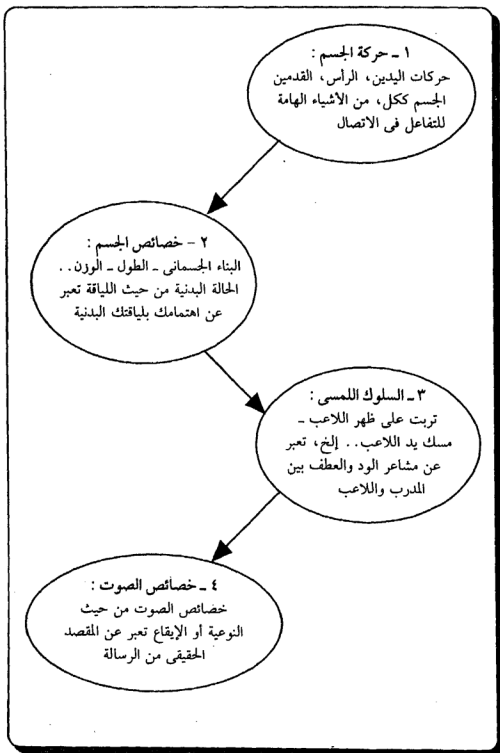 ١ ـ حركة الجسم :
حركات اليدين، الرأس، القدمين
الجسم ككل، من الأشياء الهامة
للتفاعل فى الاتصال
٢ - خصائص الجسم :
البناء الجسمانى ـ الطول ـ الوزن. .
الحالة البدنية من حيث اللياقة تعبر
عن اهتمامك بلياقتك البدنية
٣ ـ السلوك اللمسى :
تربت على ظهر اللاعب ـ
مسك يد اللاعب. . إلخ، تعبر
عن مشاعر الود والعطف بين
المدرب واللاعب
٤ ـ خصائص الصوت :
خصائص الصوت من حيث
النوعية أو الإيقاع تعبر عن المقصد
الحقيقى من الرسالة